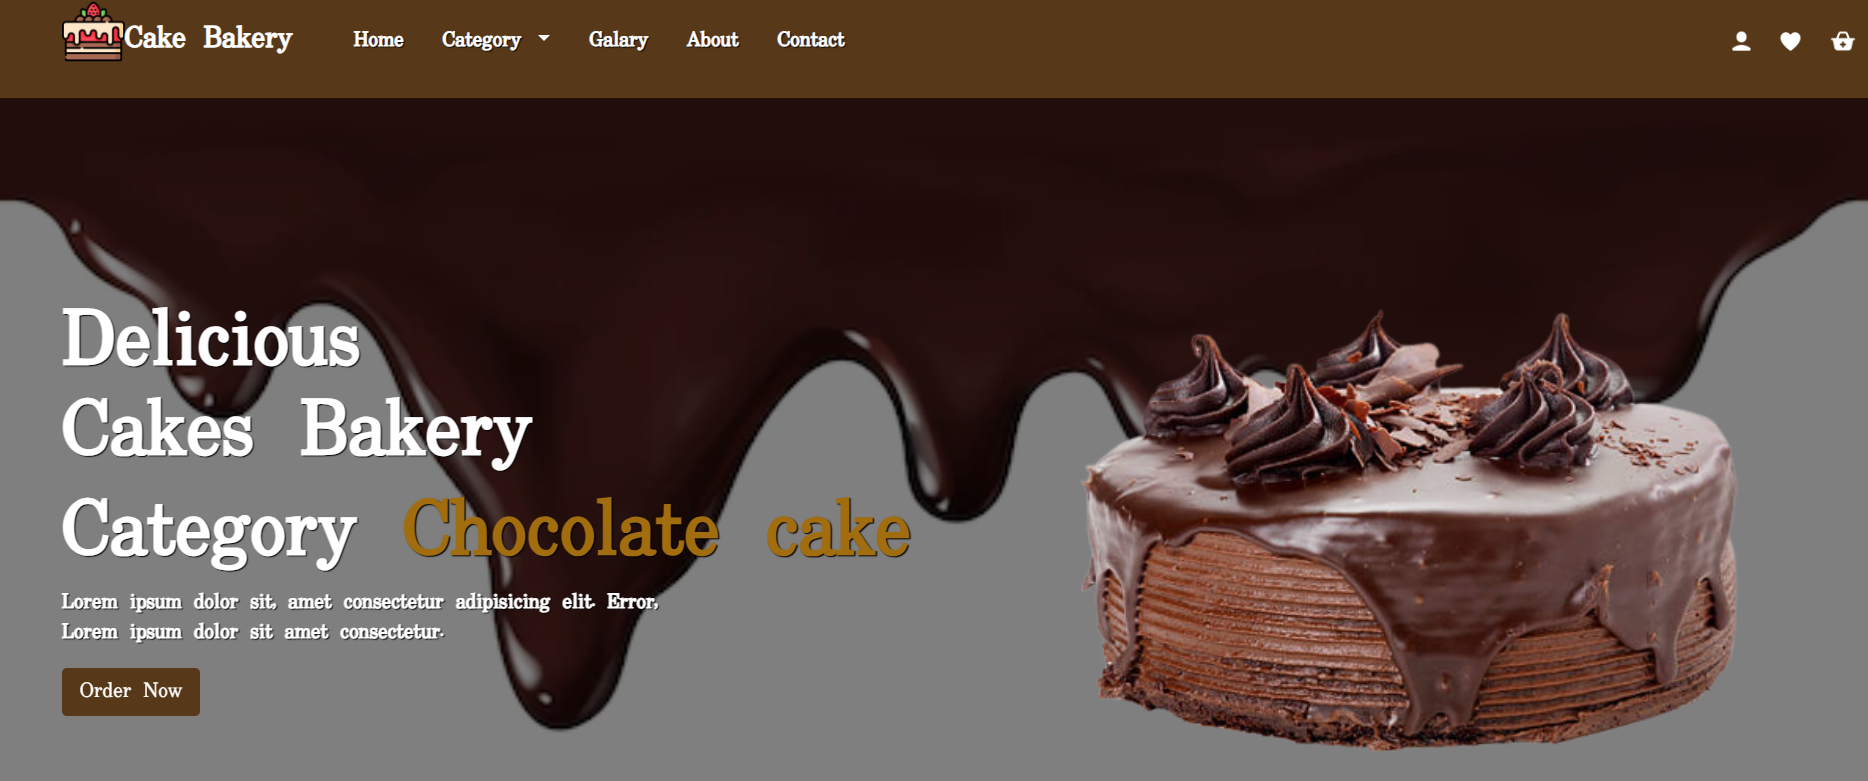 Cake Bakery
Home Category Galary About Contact
Delicious
Cakes Bakery
Category Chocolate cake
Lorem ipsum dolor sit, amet consectetur adipisicing elit. Error,
Lorem ipsum dolor sit amet consectetur.
Order Now